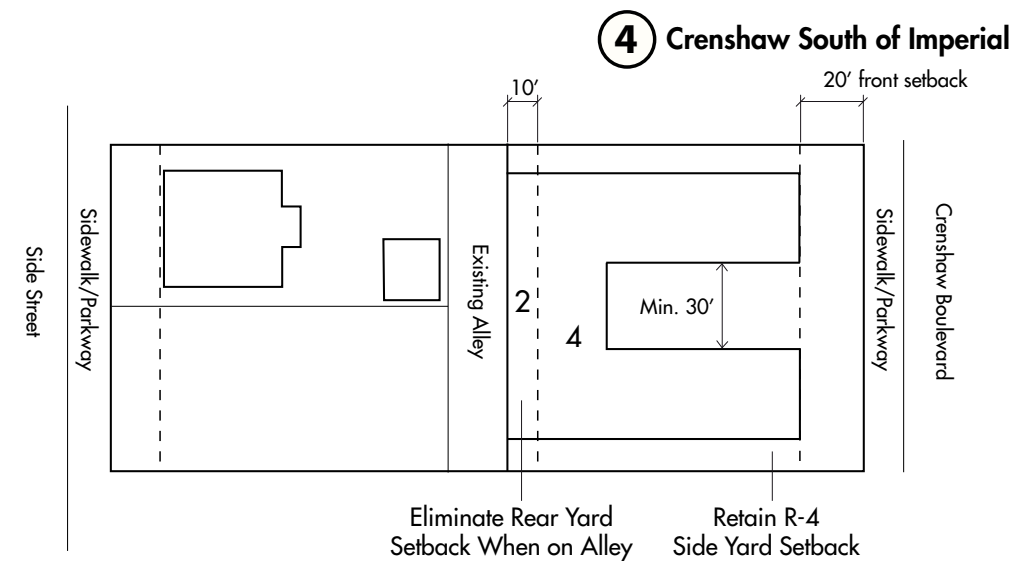 4 Crenshaw South of Imperial
20’ front setback
10’
Side Street
Sidewalk/Parkway
Existing Alley
2
4
Min. 30’
Sidewalk/Parkway
Crenshaw Boulevard
Eliminate Rear Yard
Setback When on Alley
Retain R-4
Side Yard Setback